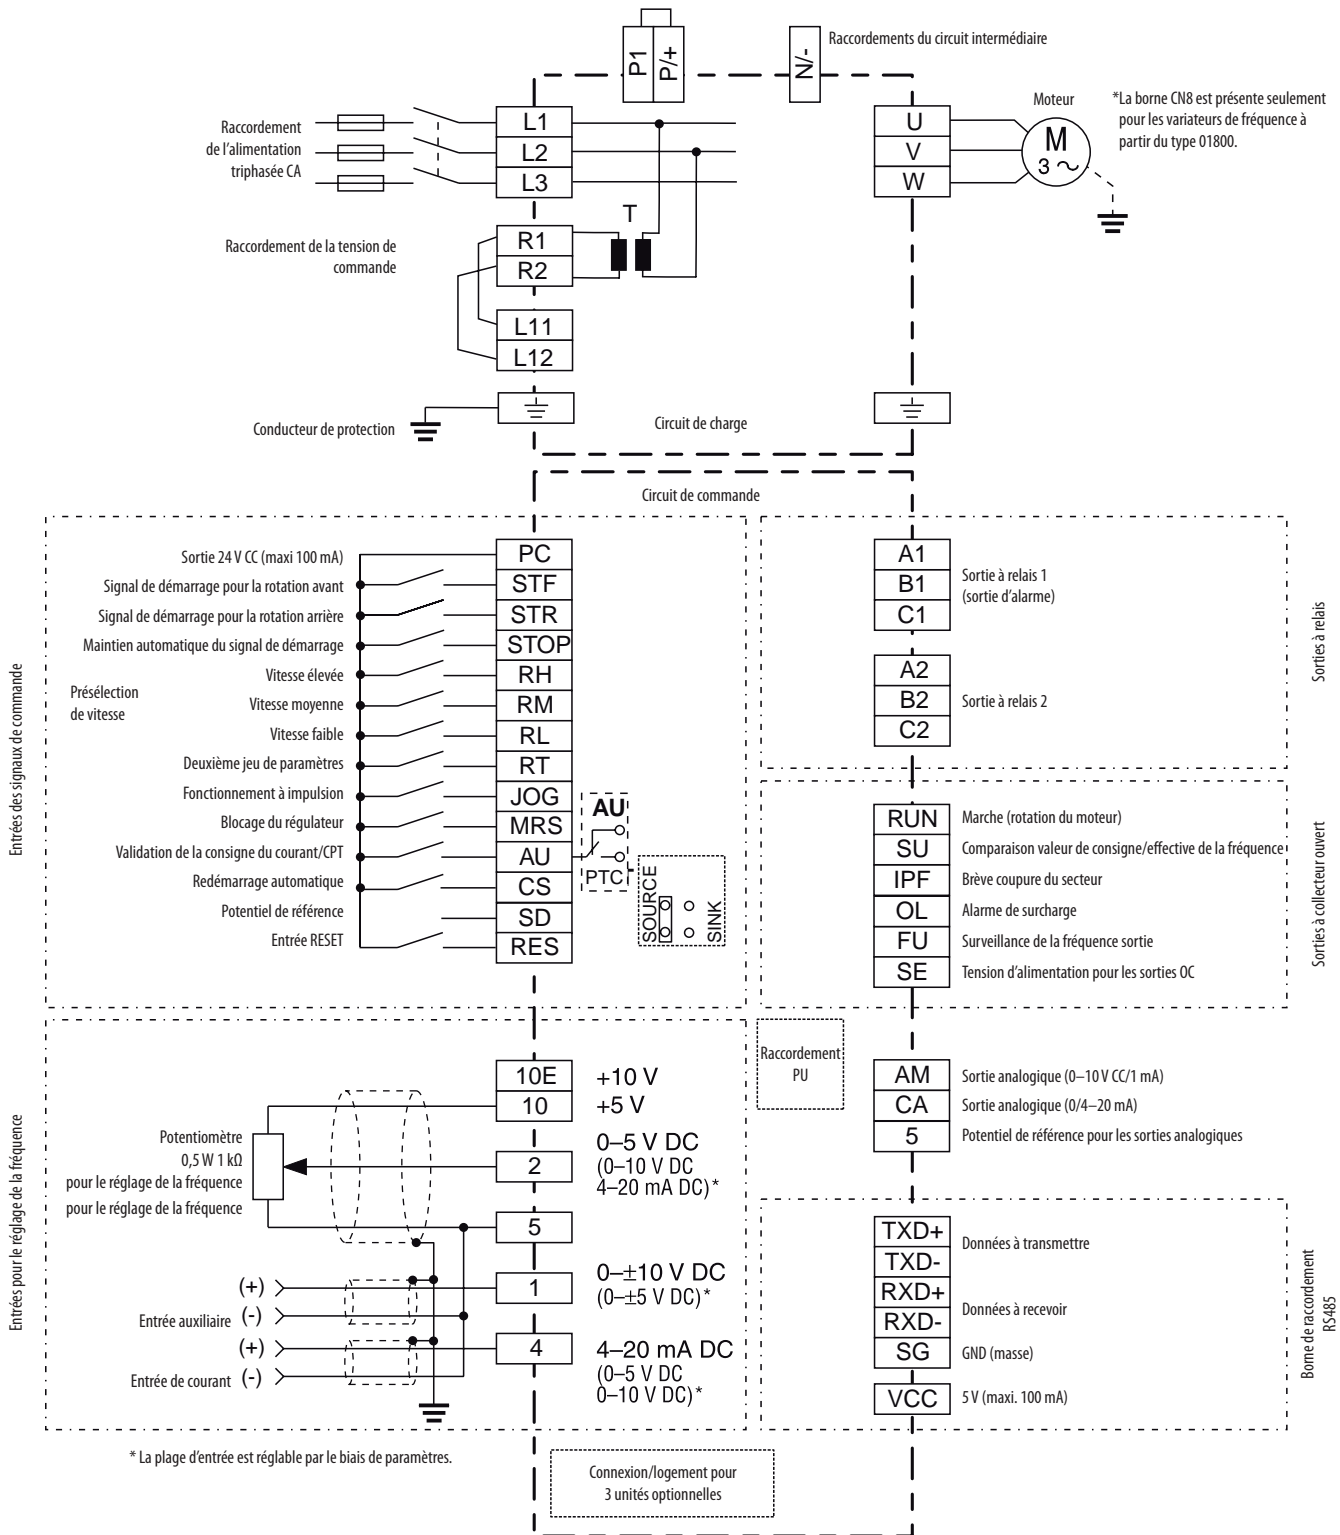 P1
P/+
N/-
Raccordements du circuit intermédiaire
Raccordement
de l'alimentation
triphasée CA
L1
L2
L3
U
V
W
Moteur
M
3 ~
*La borne CN8 est présente seulement
pour les variateurs de fréquence à
partir du type 01800.
T
Raccordement de la tension de
commande
R1
R2
L11
L12
Conducteur de protection
Circuit de charge
Circuit de commande
Entrées des signaux de commande
Présélection
de vitesse
Sortie 24 V CC (maxi 100 mA)
PC
Signal de démarrage pour la rotation avant
STF
Signal de démarrage pour la rotation arrière
STR
Maintien automatique du signal de démarrage
STOP
Vitesse élevée
RH
Vitesse moyenne
RM
Vitesse faible
RL
Deuxième jeu de paramètres
RT
Fonctionnement à impulsion
JOG
Blocage du régulateur
MRS
Validation de la consigne du courant/CPT
AU
Redémarrage automatique
CS
Potentiel de référence
SD
Entrée RESET
RES
AU
PTC
SOURCE
SINK
A1
B1
C1
Sortie à relais 1
(sortie d'alarme)
A2
B2
C2
Sortie à relais 2
Sorties à relais
RUN
Marche (rotation du moteur)
SU
Comparaison valeur de consigne/effective de la fréquence
IPF
Brève coupure du secteur
OL
Alarme de surcharge
FU
Surveillance de la fréquence sortie
SE
Tension d'alimentation pour les sorties OC
Sorties à collecteur ouvert
Entrées pour le réglage de la fréquence
Potentiomètre
0,5 W 1 kΩ
pour le réglage de la fréquence
pour le réglage de la fréquence
10E
+10 V
10
+5 V
2
0–5 V DC
(0–10 V DC
4–20 mA DC)*
5
(+)
Entrée auxiliaire (-)
1
0–±10 V DC
(0–±5 V DC)*
(+)
Entrée de courant (-)
4
4–20 mA DC
(0–5 V DC
0–10 V DC)*
Raccordement
PU
AM
Sortie analogique (0–10 V CC/1 mA)
CA
Sortie analogique (0/4–20 mA)
5
Potentiel de référence pour les sorties analogiques
TXD+
TXD-
Données à transmettre
RXD+
RXD-
Données à recevoir
SG
GND (masse)
VCC
5 V (maxi. 100 mA)
Borne de raccordement
RS485
* La plage d'entrée est réglable par le biais de paramètres.
Connexion/logement pour
3 unités optionnelles